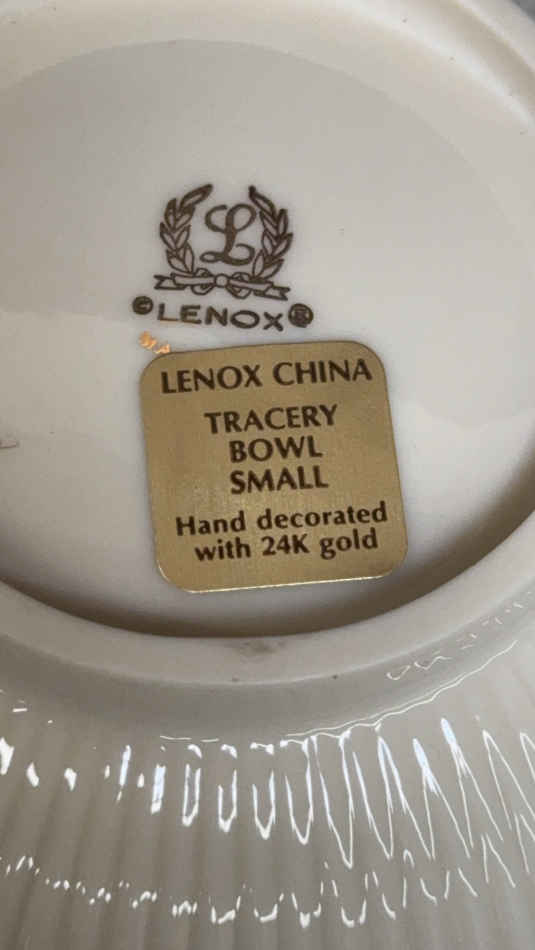 L
©LENOX®
LENOX CHINA
TRACERY
BOWL
SMALL
Hand decorated
with 24K gold